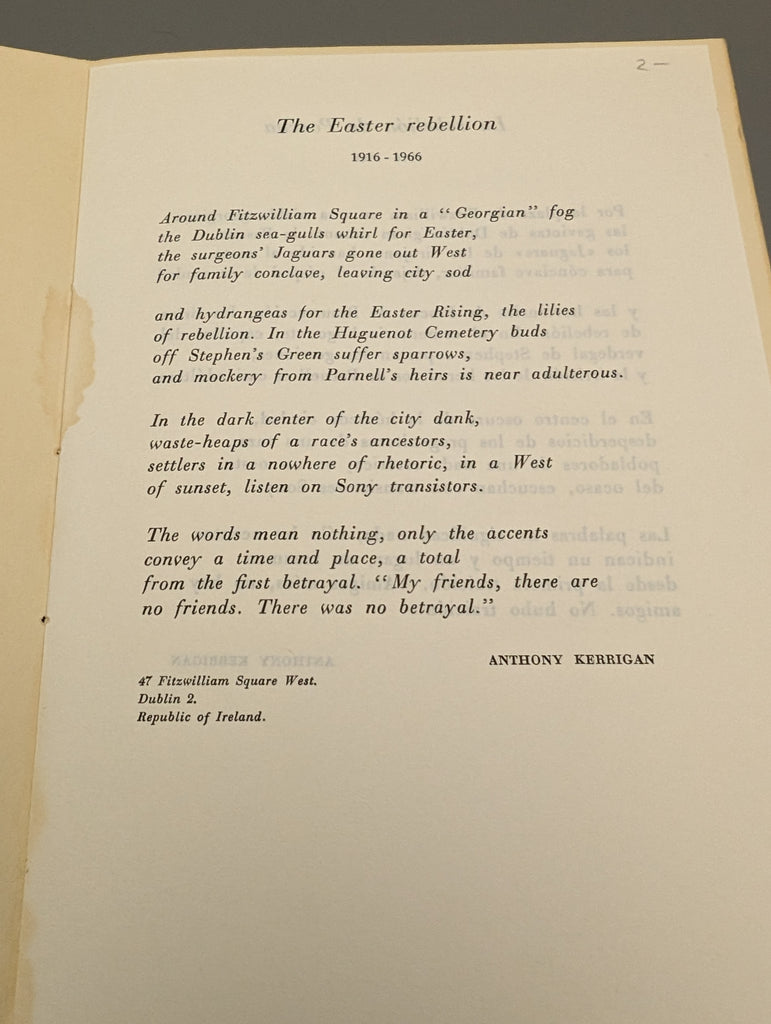 2 —
The Easter rebellion
1916 - 1966
Around Fitzwilliam Square in a “Georgian” fog
the Dublin sea-gulls whirl for Easter,
the surgeons' Jaguars gone out West
for family conclave, leaving city sod
and hydrangeas for the Easter Rising, the lilies
of rebellion. In the Huguenot Cemetery buds
off Stephen's Green suffer sparrows,
and mockery from Parnell's heirs is near adulterous.
In the dark center of the city dank,
waste-heaps of a race's ancestors,
settlers in a nowhere of rhetoric, in a West
of sunset, listen on Sony transistors.
The words mean nothing, only the accents
convey a time and place, a total
from the first betrayal. “My friends, there are
no friends. There was no betrayal.”
ANTHONY KERRIGAN
47 Fitzwilliam Square West.
Dublin 2.
Republic of Ireland.